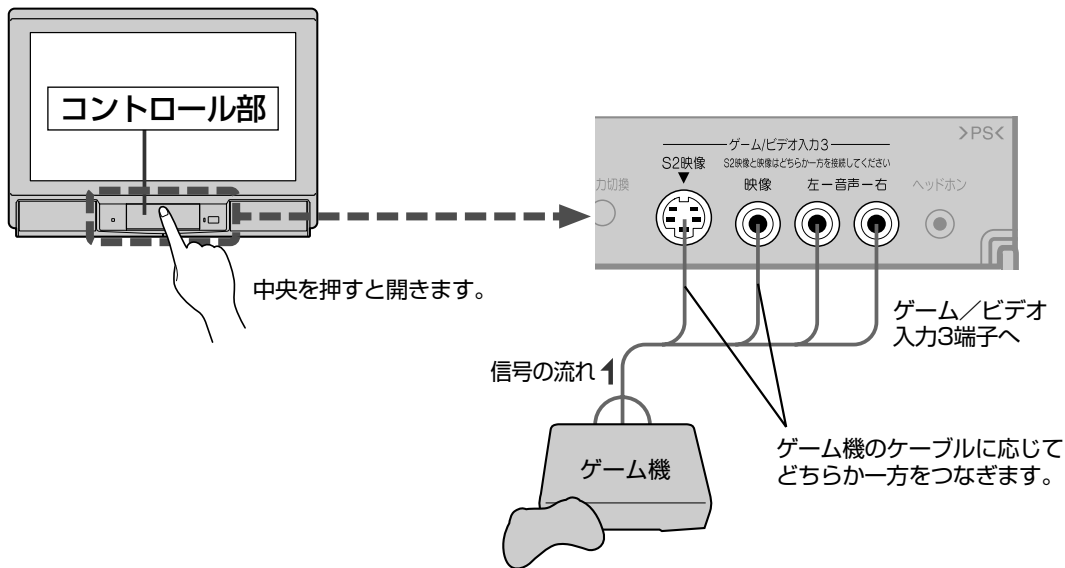 コントロール部
中央を押すと開きます。
>PS<
ゲーム/ビデオ入力3
S2映像
S2映像と映像はどちらか一方を接続してください
力切換
映像
左ー音声ー右
ヘッドホン
ゲーム／ビデオ
入力3端子へ
信号の流れ
ゲーム機
ゲーム機のケーブルに応じて
どちらか一方をつなぎます。